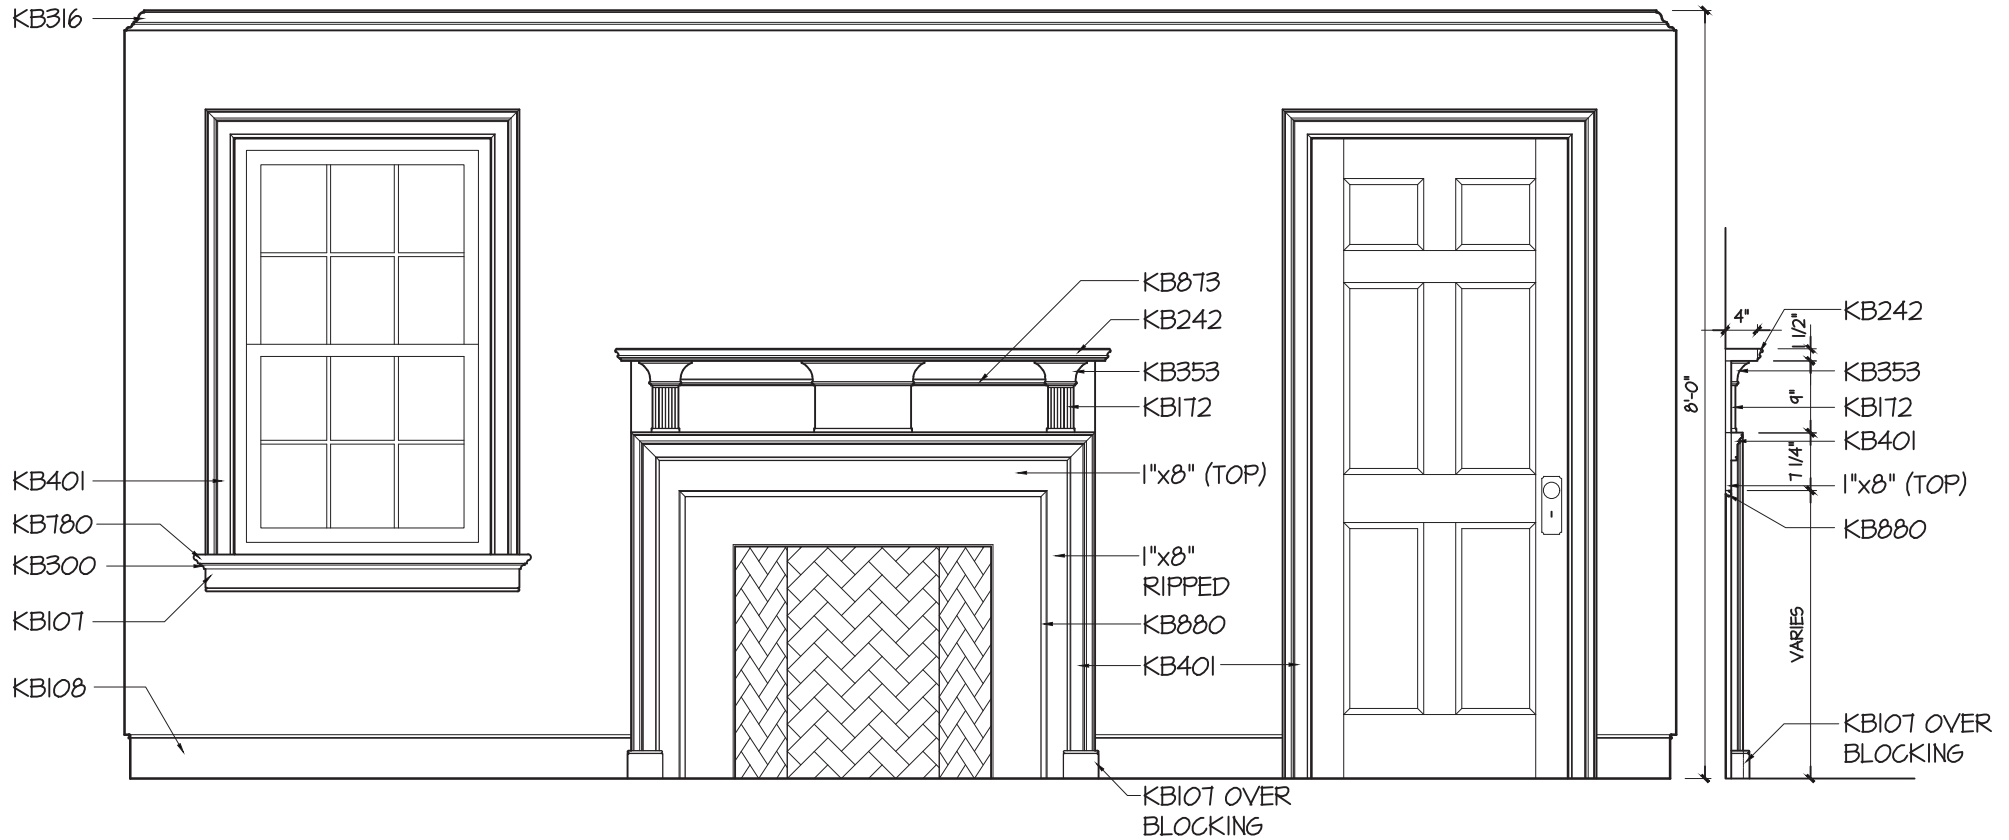 KB316
KB401
KB780
KB300
KB107
KB108
KB873
KB242
KB353
KB172
1"x8" (TOP)
1"x8"
RIPPED
KB880
KB401
KB107 OVER
BLOCKING
8'-0"
4"
1 1/2"
9"
7 1/4"
VARIES
KB242
KB353
KB172
KB401
1"x8" (TOP)
KB880
KB107 OVER
BLOCKING